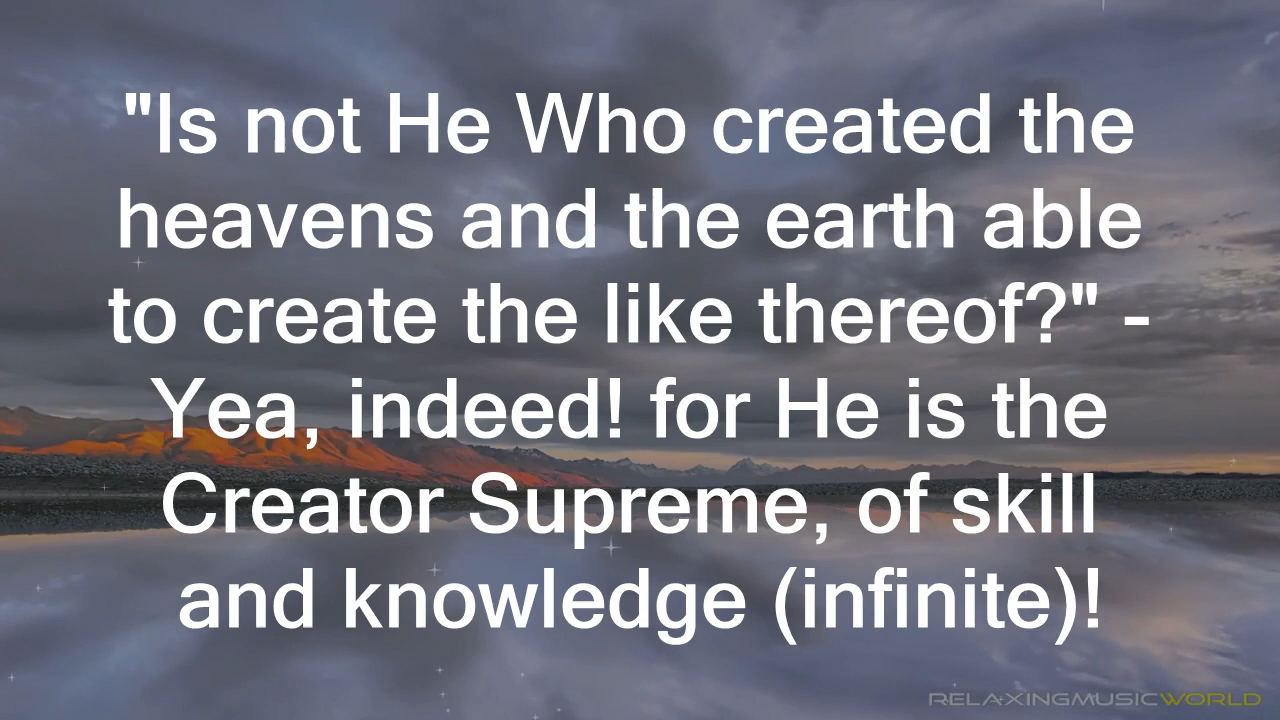 "Is not He Who created the
heavens and the earth able
to create the like thereof?" -
Yea, indeed! for He is the
Creator Supreme, of skill
and knowledge (infinite)!
RELAXINGMUSICWORLD